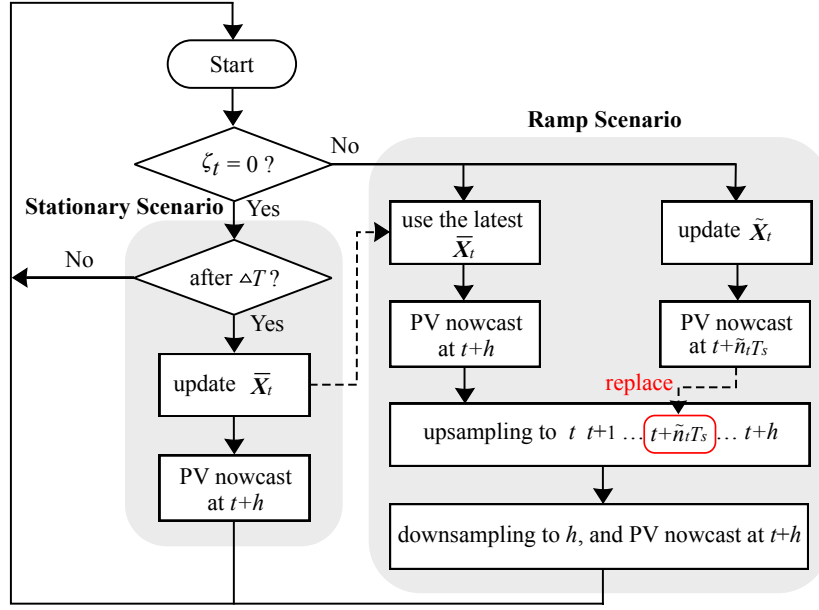 Start
Ramp Scenario
ζt = 0 ?
No
Stationary Scenario
Yes
use the latest
X̄t
update X̃t
No
after △T ?
Yes
PV nowcast
at t+h
PV nowcast
at t+ñtTs
update X̄t
replace
upsampling to t t+1 ... t+ñtTs ... t+h
PV nowcast
at t+h
downsampling to h, and PV nowcast at t+h